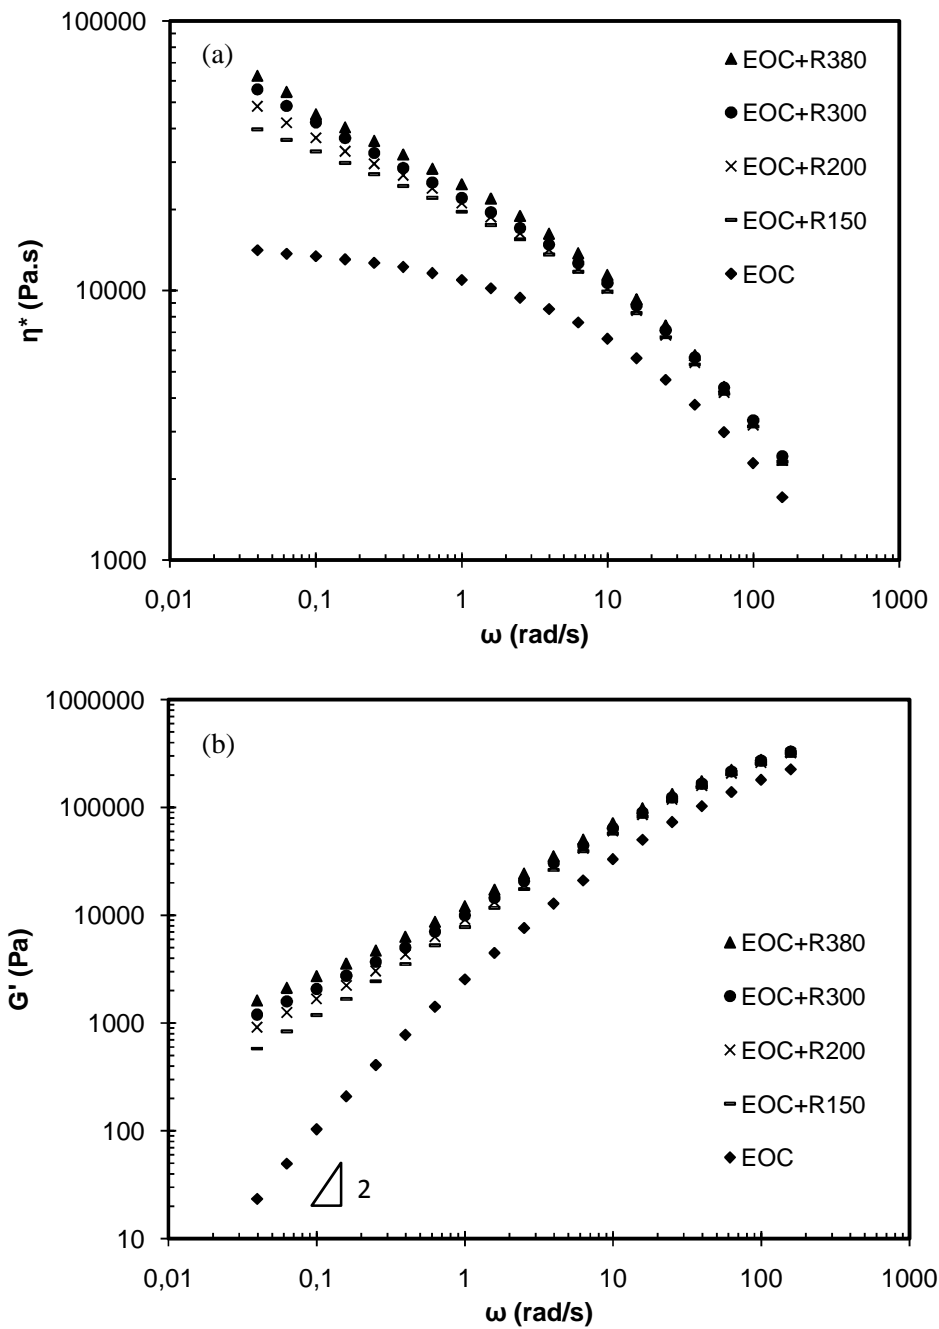 100000
(a)
EOC+R380
EOC+R300
EOC+R200
EOC+R150
EOC
η* (Pa.s)
10000
1000
0,01 0,1 1 10 100 1000
ω (rad/s)
1000000
(b)
100000
10000
G' (Pa)
1000
100
10
EOC+R380
EOC+R300
EOC+R200
EOC+R150
EOC
2
0,01 0,1 1 10 100 1000
ω (rad/s)